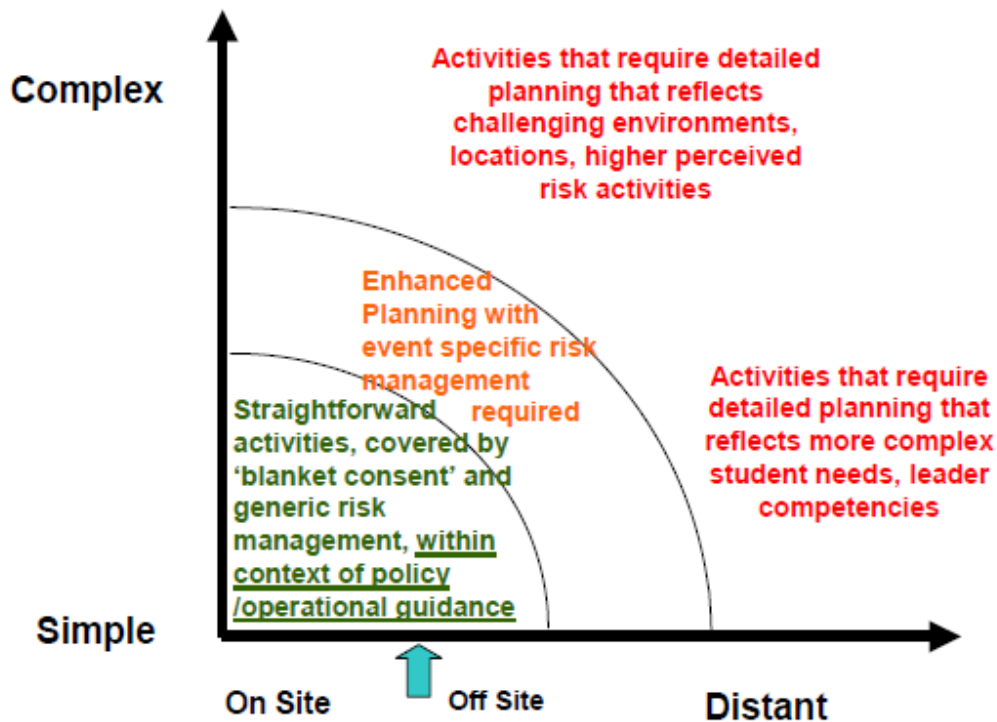 Complex
Activities that require detailed
planning that reflects
challenging environments,
locations, higher perceived
risk activities
Enhanced
Planning with
event specific risk
management
required
Activities that require
detailed planning that
reflects more complex
student needs, leader
competencies
Straightforward
activities, covered by
‘blanket consent’ and
generic risk
management, within
context of policy
/operational guidance
Simple
On Site
Off Site
Distant